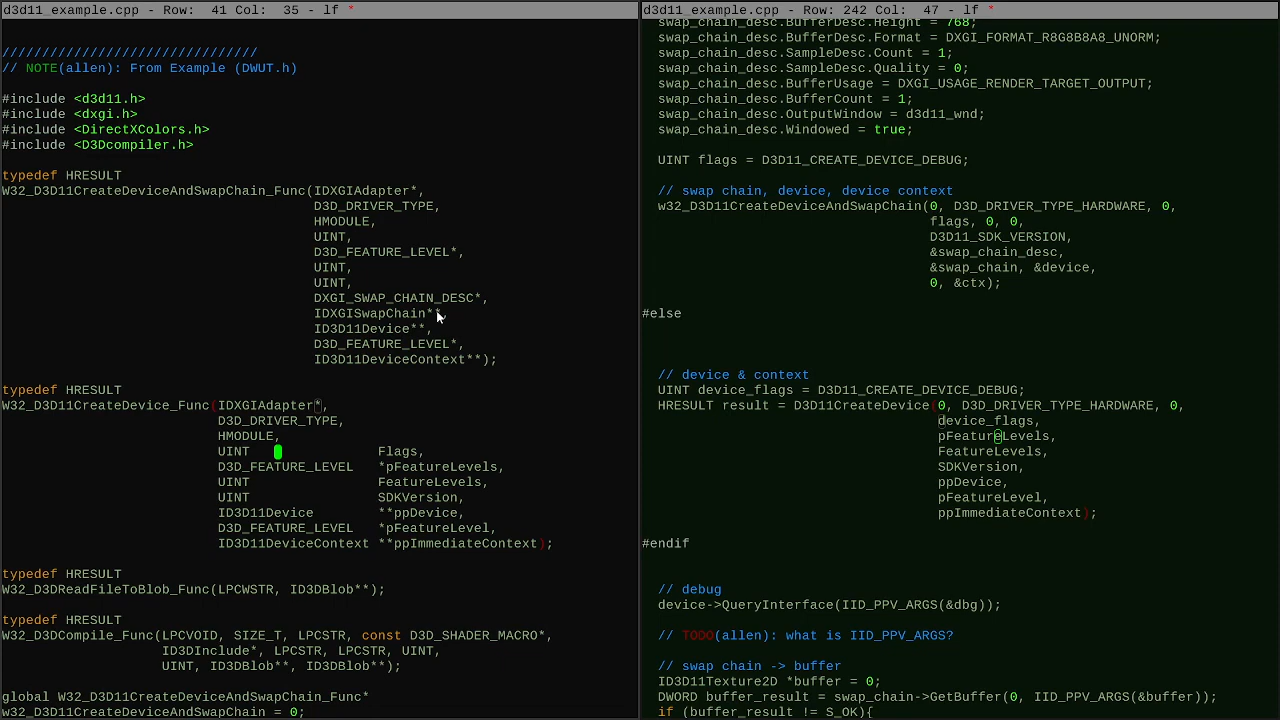 d3d11_example.cpp - Row:  41 Col:  35 - lf *
////////////////////////////////
// NOTE(allen): From Example (DWUT.h)
#include <d3d11.h>
#include <dxgi.h>
#include <DirectXColors.h>
#include <D3Dcompiler.h>
typedef HRESULT
W32_D3D11CreateDeviceAndSwapChain_Func(IDXGIAdapter*,
D3D_DRIVER_TYPE,
HMODULE,
UINT,
D3D_FEATURE_LEVEL*,
UINT,
UINT,
DXGI_SWAP_CHAIN_DESC*,
IDXGISwapChain**,
ID3D11Device**,
D3D_FEATURE_LEVEL*,
ID3D11DeviceContext**);
typedef HRESULT
W32_D3D11CreateDevice_Func(IDXGIAdapter*,
D3D_DRIVER_TYPE,
HMODULE,
UINT Flags,
D3D_FEATURE_LEVEL *pFeatureLevels,
UINT FeatureLevels,
UINT SDKVersion,
ID3D11Device **ppDevice,
D3D_FEATURE_LEVEL *pFeatureLevel,
ID3D11DeviceContext **ppImmediateContext);
typedef HRESULT
W32_D3DReadFileToBlob_Func(LPCWSTR, ID3DBlob**);
typedef HRESULT
W32_D3DCompile_Func(LPCVOID, SIZE_T, LPCSTR, const D3D_SHADER_MACRO*,
ID3DInclude*, LPCSTR, LPCSTR, UINT,
UINT, ID3DBlob**, ID3DBlob**);
global W32_D3D11CreateDeviceAndSwapChain_Func*
w32_D3D11CreateDeviceAndSwapChain = 0;
d3d11_example.cpp - Row: 242 Col:  47 - lf *
swap_chain_desc.BufferDesc.Height = 768;
swap_chain_desc.BufferDesc.Format = DXGI_FORMAT_R8G8B8A8_UNORM;
swap_chain_desc.SampleDesc.Count = 1;
swap_chain_desc.SampleDesc.Quality = 0;
swap_chain_desc.BufferUsage = DXGI_USAGE_RENDER_TARGET_OUTPUT;
swap_chain_desc.BufferCount = 1;
swap_chain_desc.OutputWindow = d3d11_wnd;
swap_chain_desc.Windowed = true;
UINT flags = D3D11_CREATE_DEVICE_DEBUG;
// swap chain, device, device context
w32_D3D11CreateDeviceAndSwapChain(0, D3D_DRIVER_TYPE_HARDWARE, 0,
flags, 0, 0,
D3D11_SDK_VERSION,
&swap_chain_desc,
&swap_chain, &device,
0, &ctx);
#else
// device & context
UINT device_flags = D3D11_CREATE_DEVICE_DEBUG;
HRESULT result = D3D11CreateDevice(0, D3D_DRIVER_TYPE_HARDWARE, 0,
device_flags,
pFeatureLevels,
FeatureLevels,
SDKVersion,
ppDevice,
pFeatureLevel,
ppImmediateContext);
#endif
// debug
device->QueryInterface(IID_PPV_ARGS(&dbg));
// TODO(allen): what is IID_PPV_ARGS?
// swap chain -> buffer
ID3D11Texture2D *buffer = 0;
DWORD buffer_result = swap_chain->GetBuffer(0, IID_PPV_ARGS(&buffer));
if (buffer_result != S_OK){